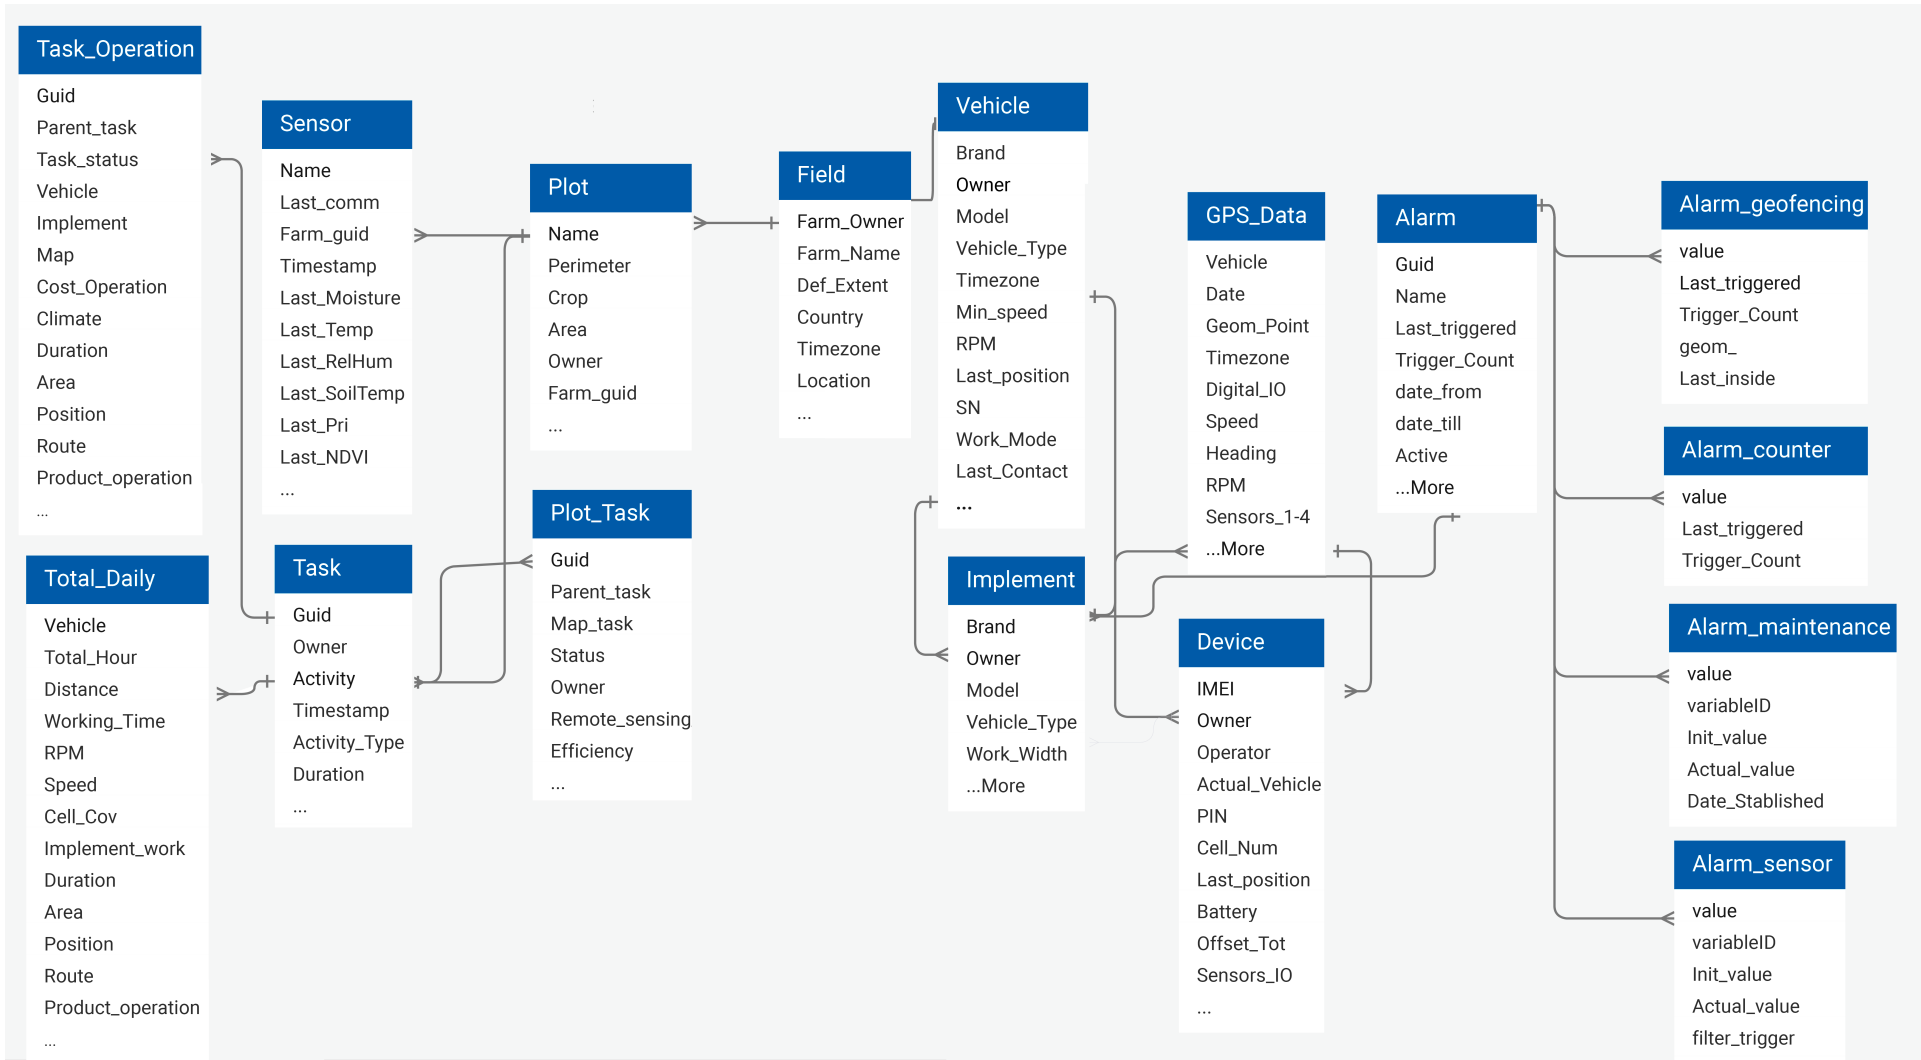 Task_Operation
Guid
Parent_task
Task_status
Vehicle
Implement
Map
Cost_Operation
Climate
Duration
Area
Position
Route
Product_operation
...
Total_Daily
Vehicle
Total_Hour
Distance
Working_Time
RPM
Speed
Cell_Cov
Implement_work
Duration
Area
Position
Route
Product_operation
...
Sensor
Name
Last_comm
Farm_guid
Timestamp
Last_Moisture
Last_Temp
Last_RelHum
Last_SoilTemp
Last_Pri
Last_NDVI
...
Task
Guid
Owner
Activity
Timestamp
Activity_Type
Duration
...
Plot
Name
Perimeter
Crop
Area
Owner
Farm_guid
...
Plot_Task
Guid
Parent_task
Map_task
Status
Owner
Remote_sensing
Efficiency
...
Field
Farm_Owner
Farm_Name
Def_Extent
Country
Timezone
Location
...
Vehicle
Brand
Owner
Model
Vehicle_Type
Timezone
Min_speed
RPM
Last_position
SN
Work_Mode
Last_Contact
...
Implement
Brand
Owner
Model
Vehicle_Type
Work_Width
...More
GPS_Data
Vehicle
Date
Geom_Point
Timezone
Digital_IO
Speed
Heading
RPM
Sensors_1-4
...More
Device
IMEI
Owner
Operator
Actual_Vehicle
PIN
Cell_Num
Last_position
Battery
Offset_Tot
Sensors_IO
...
Alarm
Guid
Name
Last_triggered
Trigger_Count
date_from
date_till
Active
...More
Alarm_geofencing
value
Last_triggered
Trigger_Count
geom_
Last_inside
Alarm_counter
value
Last_triggered
Trigger_Count
Alarm_maintenance
value
variableID
Init_value
Actual_value
Date_Stablished
Alarm_sensor
value
variableID
Init_value
Actual_value
filter_trigger